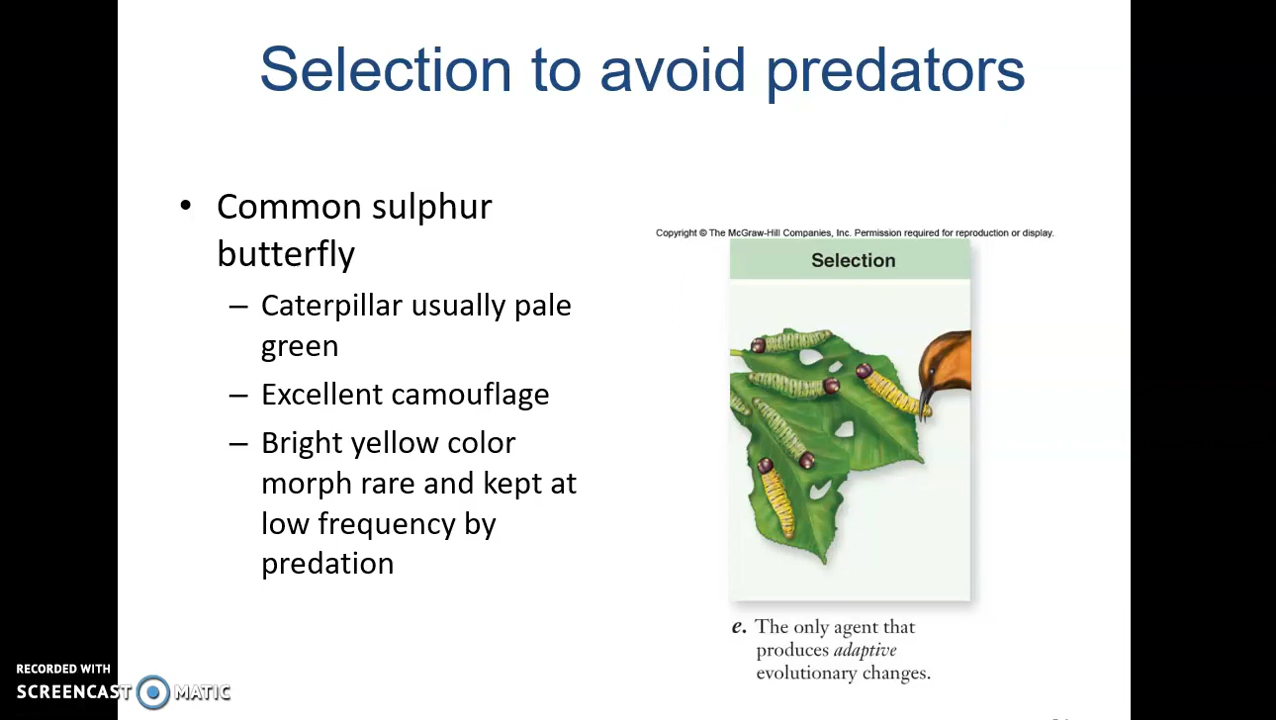 Selection to avoid predators
• Common sulphur
butterfly
– Caterpillar usually pale
green
– Excellent camouflage
– Bright yellow color
morph rare and kept at
low frequency by
predation
Copyright © The McGraw-Hill Companies, Inc. Permission required for reproduction or display.
Selection
e. The only agent that
produces adaptive
evolutionary changes.
RECORDED WITH
SCREENCAST MATIC